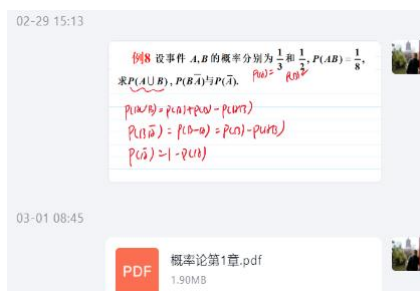 02-29 15:13
例8 设事件 A,B 的概率分别为 1/3 和 1/2, P(AB) = 1/8,
P(A)= P(B)=
求P(A∪B), P(BA̅)与P(A̅).
P(A∪B)=P(A)+P(B)-P(AB)
P(BA̅)=P(B-A)=P(B)-P(AB)
P(A̅)=1-P(A)
03-01 08:45
概率论第1章.pdf
PDF
1.90MB